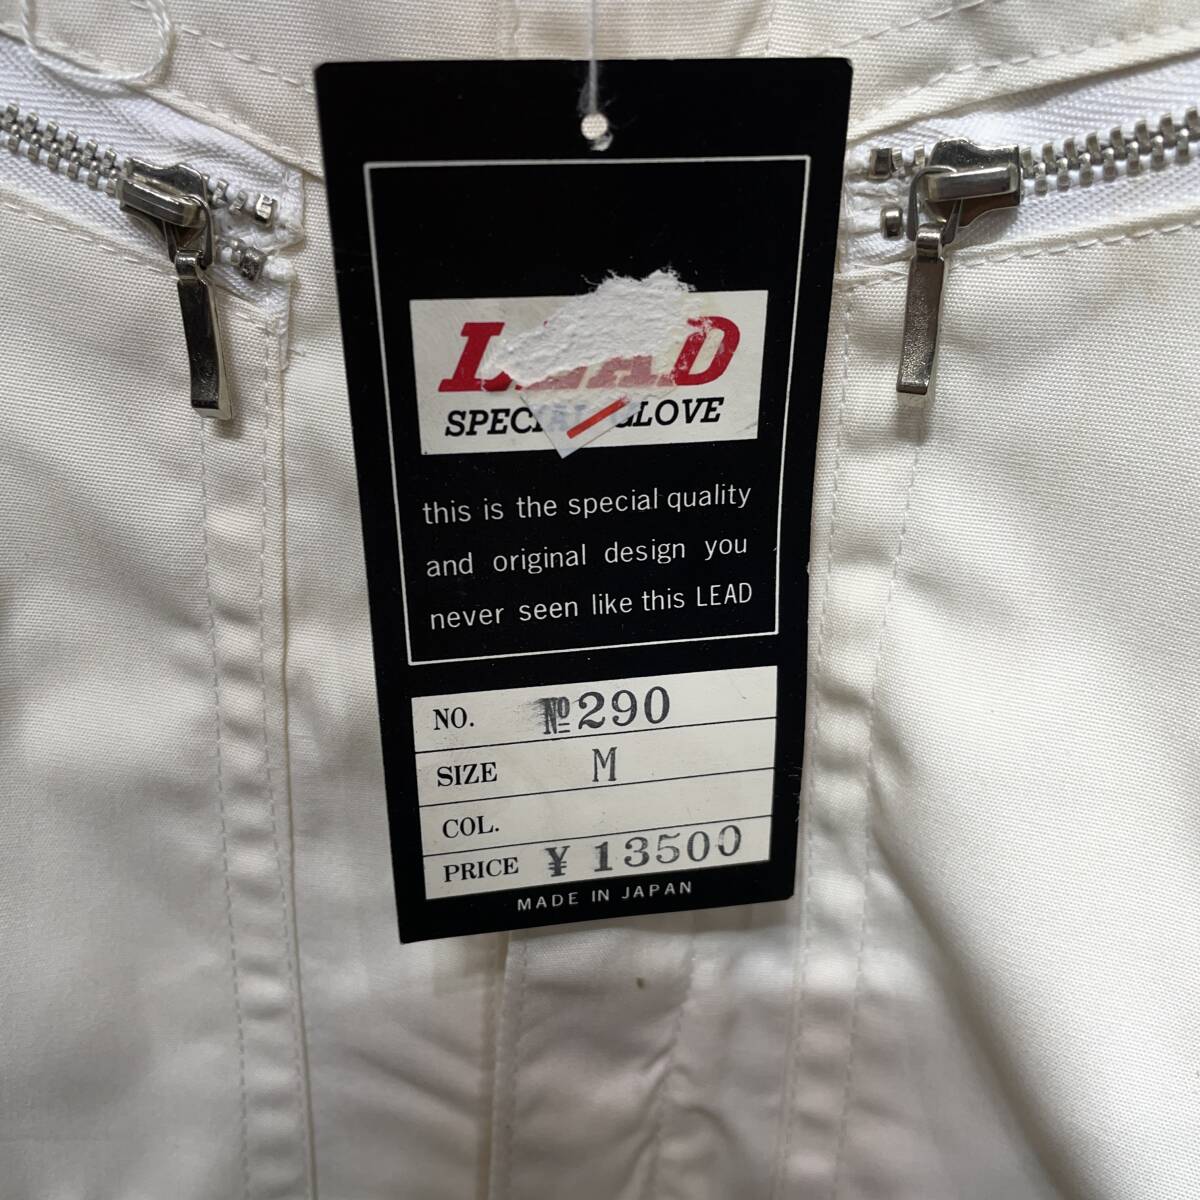 LEAD
SPECIAL GLOVE
this is the special quality
and original design you
never seen like this LEAD
NO. №290
SIZE M
COL.
PRICE ¥ 13500
MADE IN JAPAN